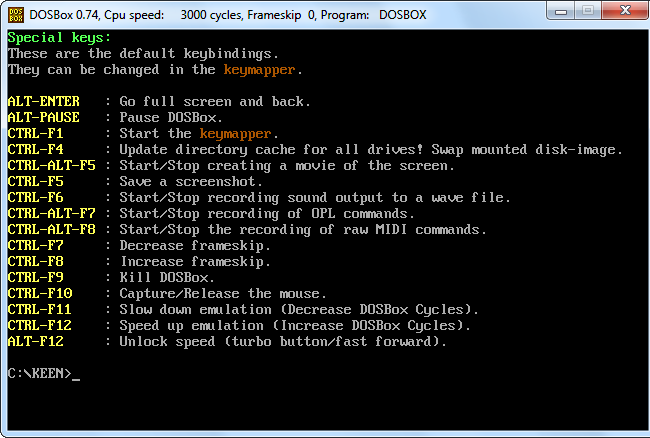 DOS BOX DOSBox 0.74, Cpu speed: 3000 cycles, Frameskip 0, Program: DOSBOX
Special keys:
These are the default keybindings.
They can be changed in the keymapper.
ALT-ENTER : Go full screen and back.
ALT-PAUSE : Pause DOSBox.
CTRL-F1 : Start the keymapper.
CTRL-F4 : Update directory cache for all drives! Swap mounted disk-image.
CTRL-ALT-F5 : Start/Stop creating a movie of the screen.
CTRL-F5 : Save a screenshot.
CTRL-F6 : Start/Stop recording sound output to a wave file.
CTRL-ALT-F7 : Start/Stop recording of OPL commands.
CTRL-ALT-F8 : Start/Stop the recording of raw MIDI commands.
CTRL-F7 : Decrease frameskip.
CTRL-F8 : Increase frameskip.
CTRL-F9 : Kill DOSBox.
CTRL-F10 : Capture/Release the mouse.
CTRL-F11 : Slow down emulation (Decrease DOSBox Cycles).
CTRL-F12 : Speed up emulation (Increase DOSBox Cycles).
ALT-F12 : Unlock speed (turbo button/fast forward).
C:\KEEN>_